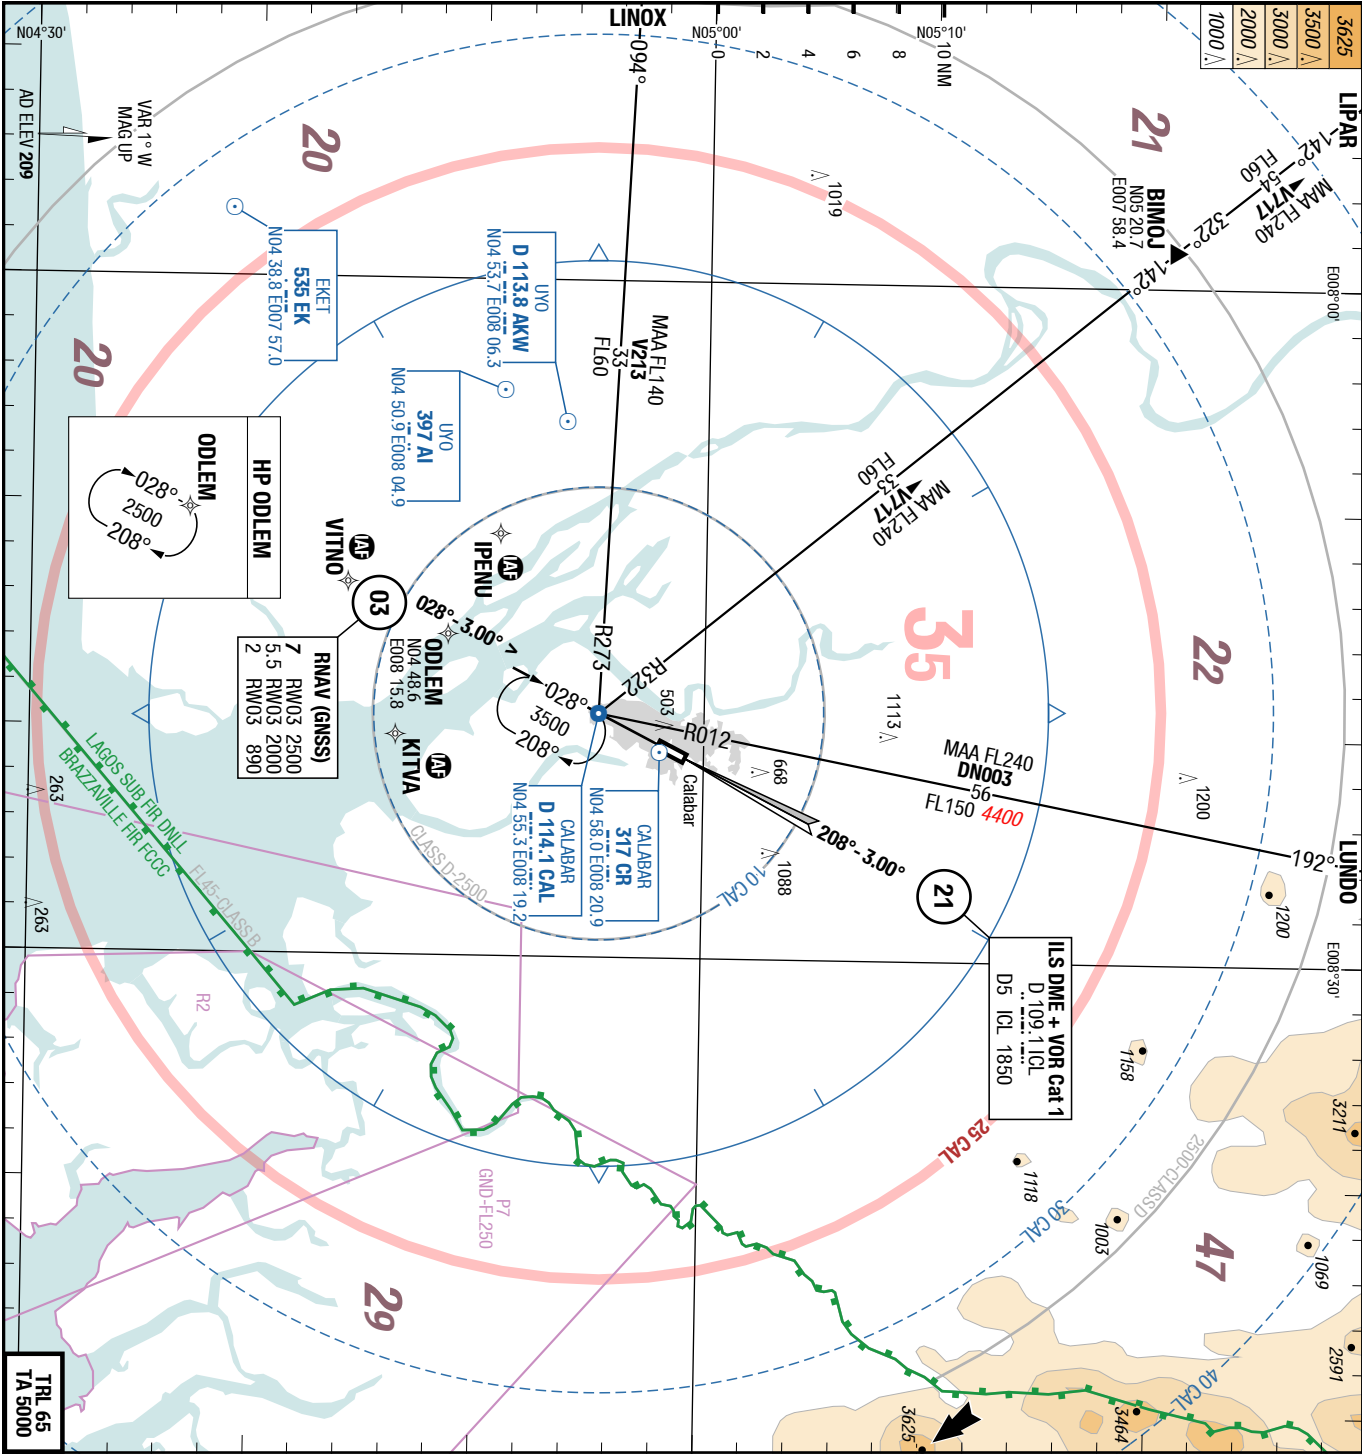 3625
3500
3000
2000
1000
LINOX
094°
N04°30'
N05°00'
N05°10'
0
2
4
6
8
10 NM
AD ELEV 209
VAR 1° W
MAG UP
20
21
20
22
35
47
29
LIPAR
142°
MAA FL240
V717
54
FL60
322°
BIMOJ
N05 20.7
E007 58.4
142°
E008°00'
1019
EKET
535 EK
N04 38.8 E007 57.0
UYO
D 113.8 AKW
N04 53.7 E008 06.3
UYO
397 AI
N04 50.9 E008 04.9
MAA FL140
V213
33
FL60
R273
MAA FL240
V717
33
FL60
R322
HP ODLEM
ODLEM
028°
2500
208°
IAF
VITNO
IAF
IPENU
03
RNAV (GNSS)
7 RW03 2500
5.5 RW03 2000
2 RW03 890
028°- 3.00°
ODLEM
N04 48.6
E008 15.8
IAF
KITVA
028°
3500
208°
503
R012
668
Calabar
1113
1088
1200
CALABAR
317 CR
N04 58.0 E008 20.9
CALABAR
D 114.1 CAL
N04 55.3 E008 19.2
CLASS D-2500
10 CAL
MAA FL240
DN003
56
FL150 4400
192°
LUNDO
1200
208°- 3.00°
21
ILS DME + VOR Cat 1
D 109.1 ICL
D5 ICL 1850
E008°30'
263
263
LAGOS SUB FIR DNLL
BRAZZAVILLE FIR FCCC
FL45-CLASS B
R2
P7
GND-FL250
25 CAL
30 CAL
40 CAL
2500-CLASS D
1158
1118
1003
1069
3211
2591
3464
3625
TRL 65
TA 5000